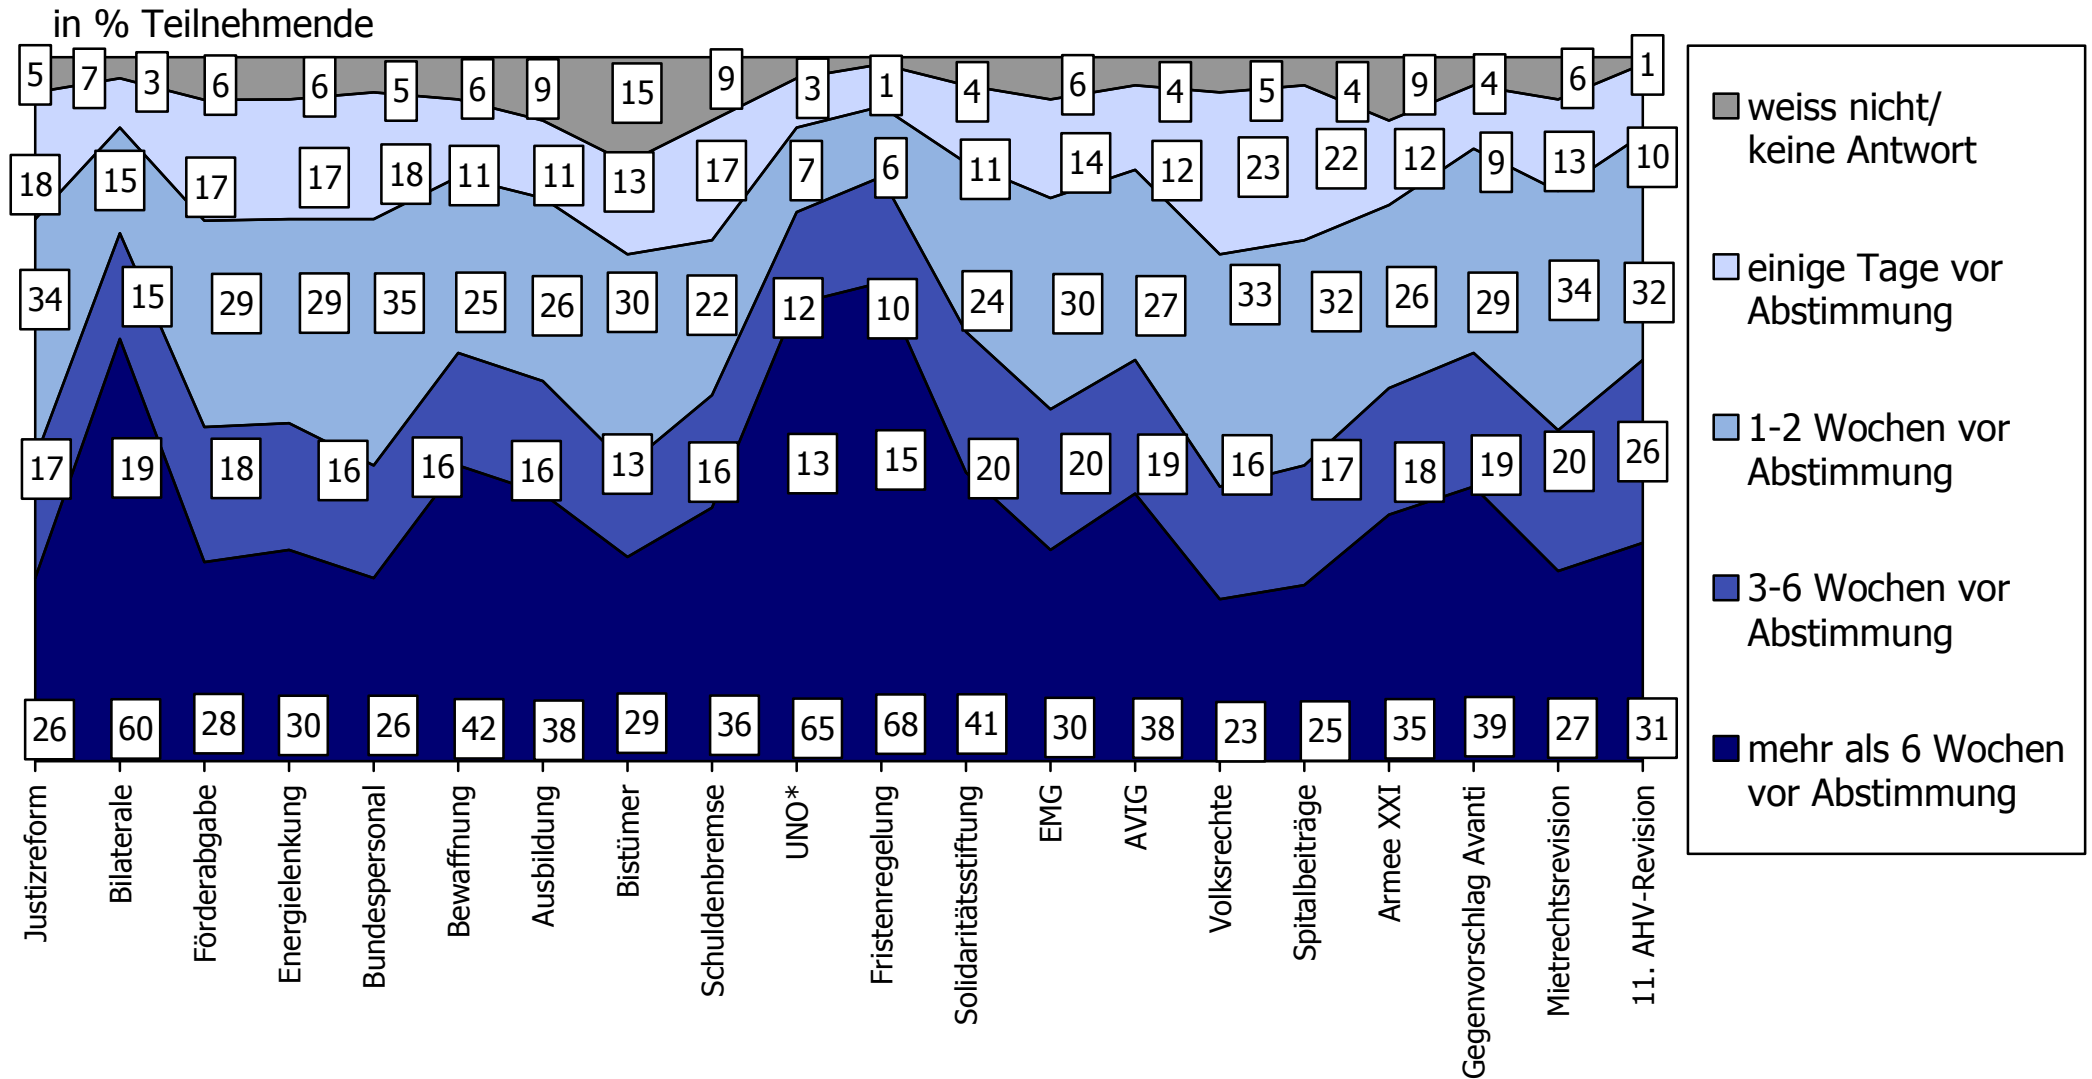 in % Teilnehmende
5 7 3 6 6 5 6 9 15 9 3 1 4 6 4 5 4 9 4 6 1
18 15 17 17 18 11 11 13 17 7 6 11 14 12 23 22 12 9 13 10
34 15 29 29 35 25 26 30 22 12 10 24 30 27 33 32 26 29 34 32
17 19 18 16 16 16 13 16 13 15 20 20 19 16 17 18 19 20 26
26 60 28 30 26 42 38 29 36 65 68 41 30 38 23 25 35 39 27 31
Justizreform
Bilaterale
Förderabgabe
Energielenkung
Bundespersonal
Bewaffnung
Ausbildung
Bistümer
Schuldenbremse
UNO*
Fristenregelung
Solidaritätsstiftung
EMG
AVIG
Volksrechte
Spitalbeiträge
Armee XXI
Gegenvorschlag Avanti
Mietrechtsrevision
11. AHV-Revision
weiss nicht/
keine Antwort
einige Tage vor
Abstimmung
1-2 Wochen vor
Abstimmung
3-6 Wochen vor
Abstimmung
mehr als 6 Wochen
vor Abstimmung